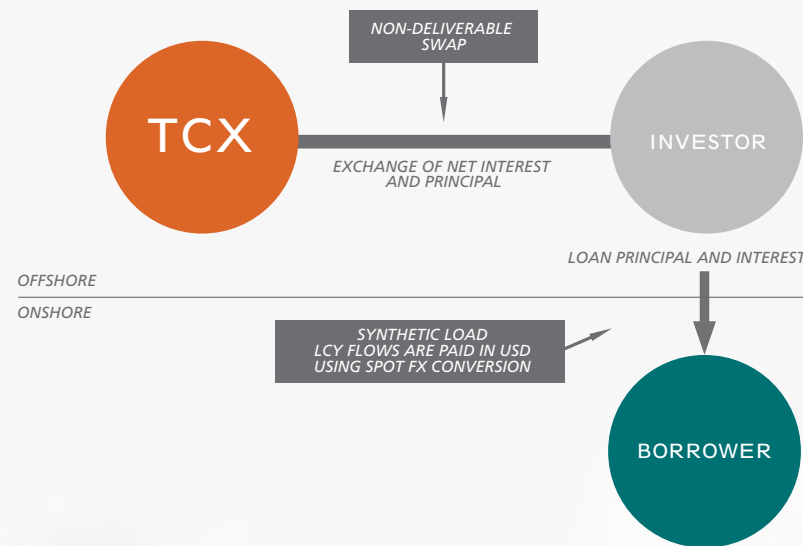 NON-DELIVERABLE
SWAP
TCX
INVESTOR
EXCHANGE OF NET INTEREST
AND PRINCIPAL
LOAN PRINCIPAL AND INTEREST
OFFSHORE
ONSHORE
SYNTHETIC LOAD
LCY FLOWS ARE PAID IN USD
USING SPOT FX CONVERSION
BORROWER